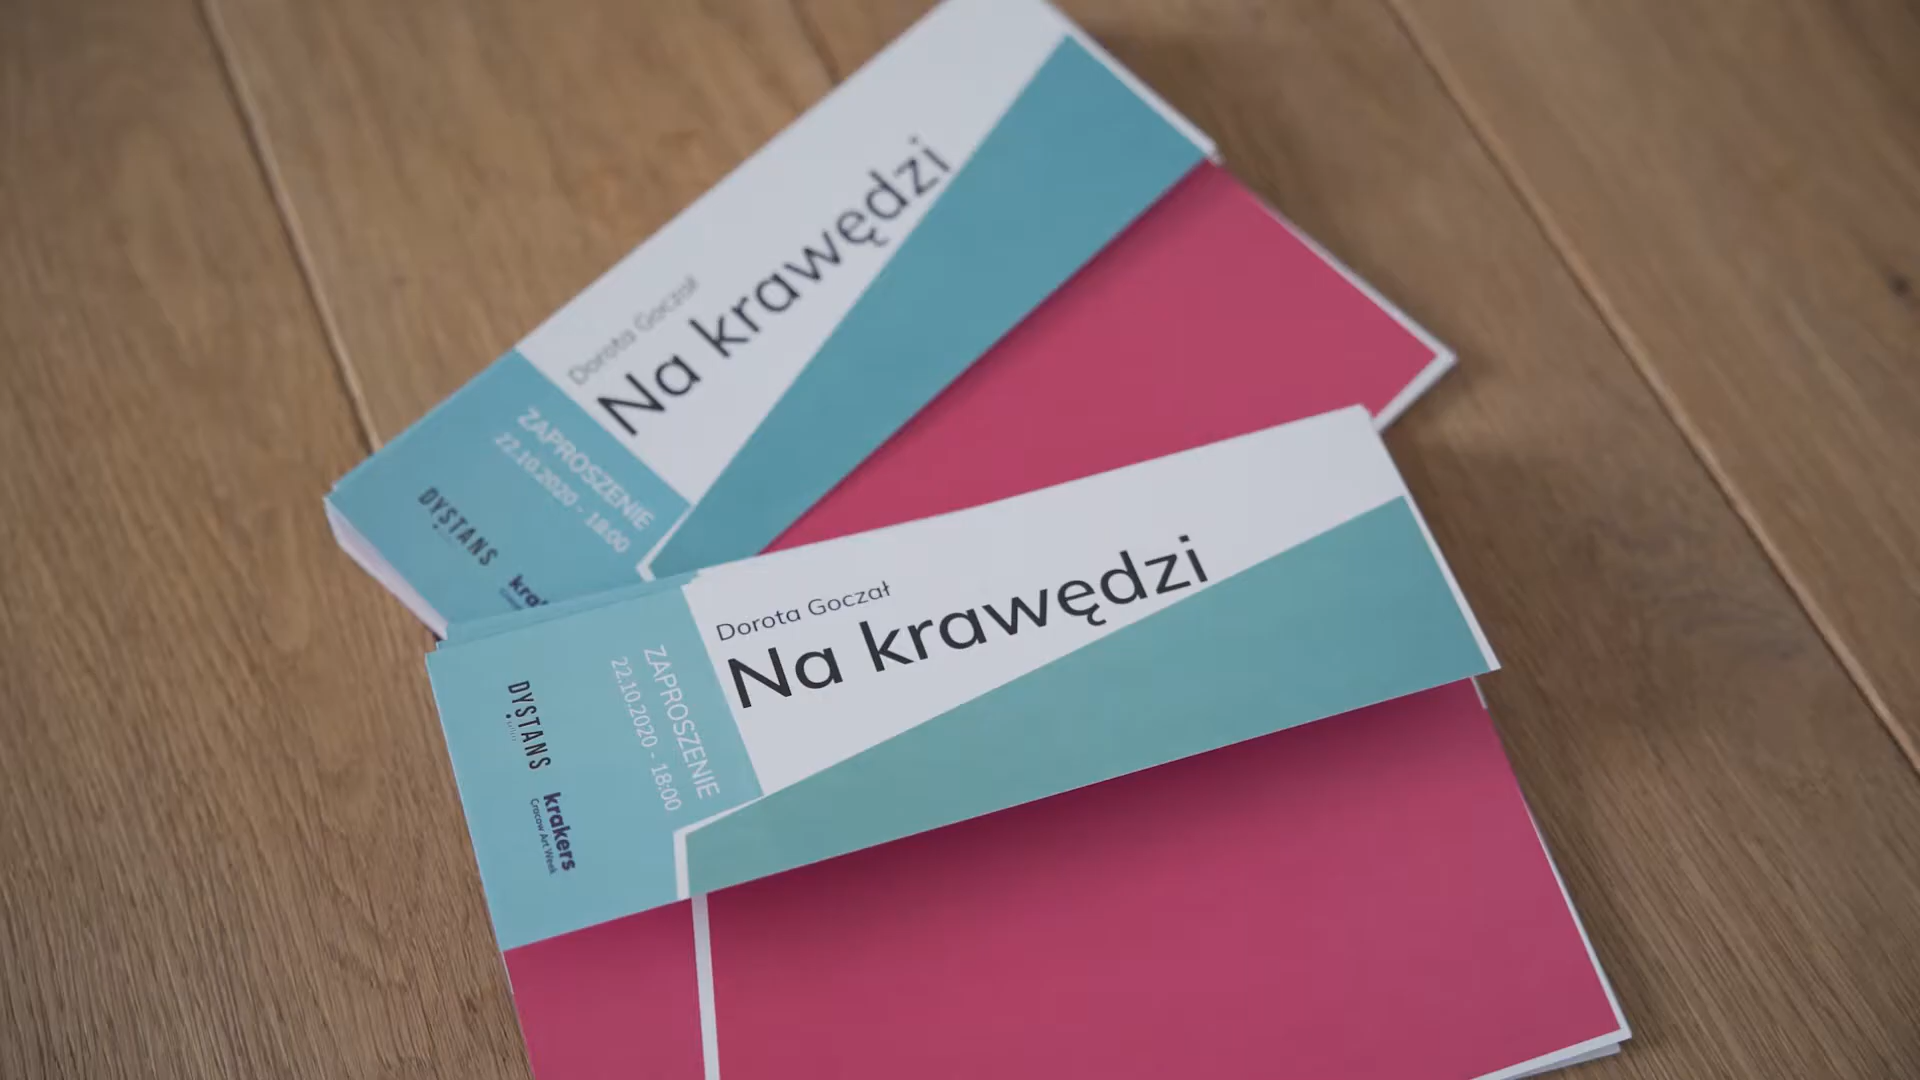 Dorota Goczał
Na krawędzi
ZAPROSZENIE
22.10.2020 - 18:00
DYSTANS
kra
Dorota Goczał
Na krawędzi
ZAPROSZENIE
22.10.2020 - 18:00
DYSTANS
krakers
Cracow Art Week